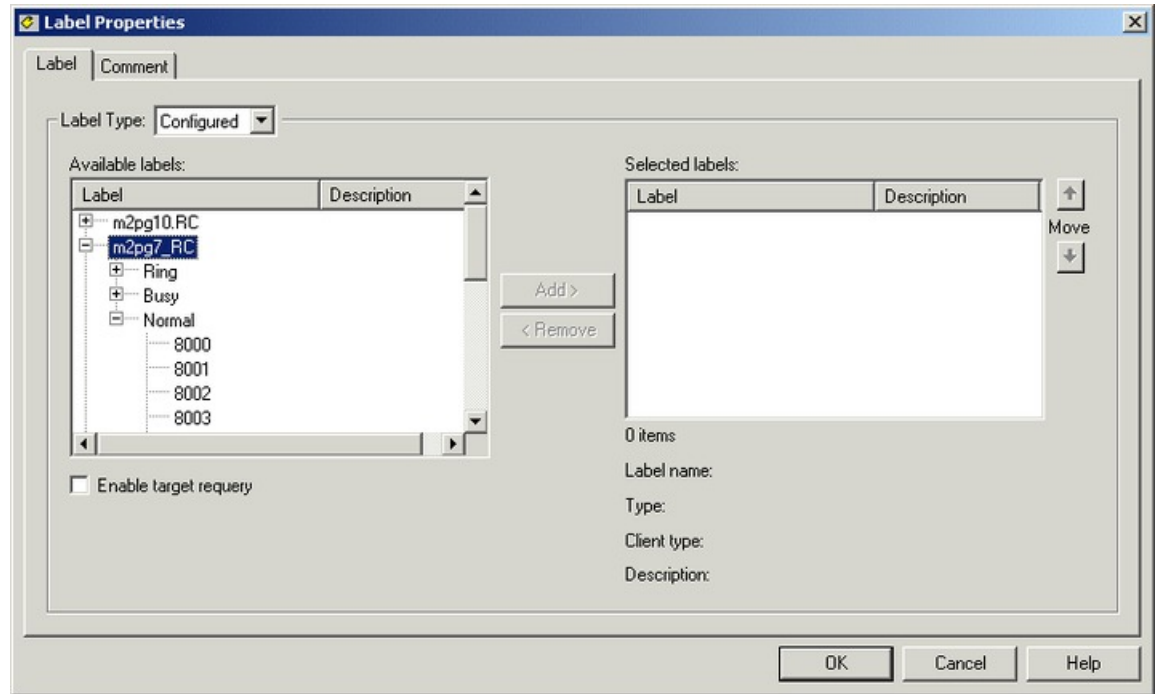 Label Properties
Label Comment
Label Type: Configured
Available labels:
Label Description
m2pg10.RC
m2pg7_RC
Ring
Busy
Normal
8000
8001
8002
8003
Enable target requery
Add >
< Remove
Selected labels:
Label Description
Move
0 items
Label name:
Type:
Client type:
Description:
OK Cancel Help